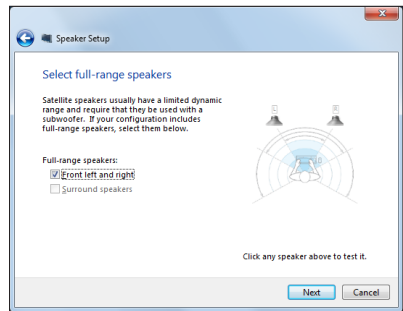 Speaker Setup
Select full-range speakers
Satellite speakers usually have a limited dynamic
range and require that they be used with a
subwoofer. If your configuration includes
full-range speakers, select them below.
Full-range speakers:
Front left and right
Surround speakers
Click any speaker above to test it.
Next Cancel